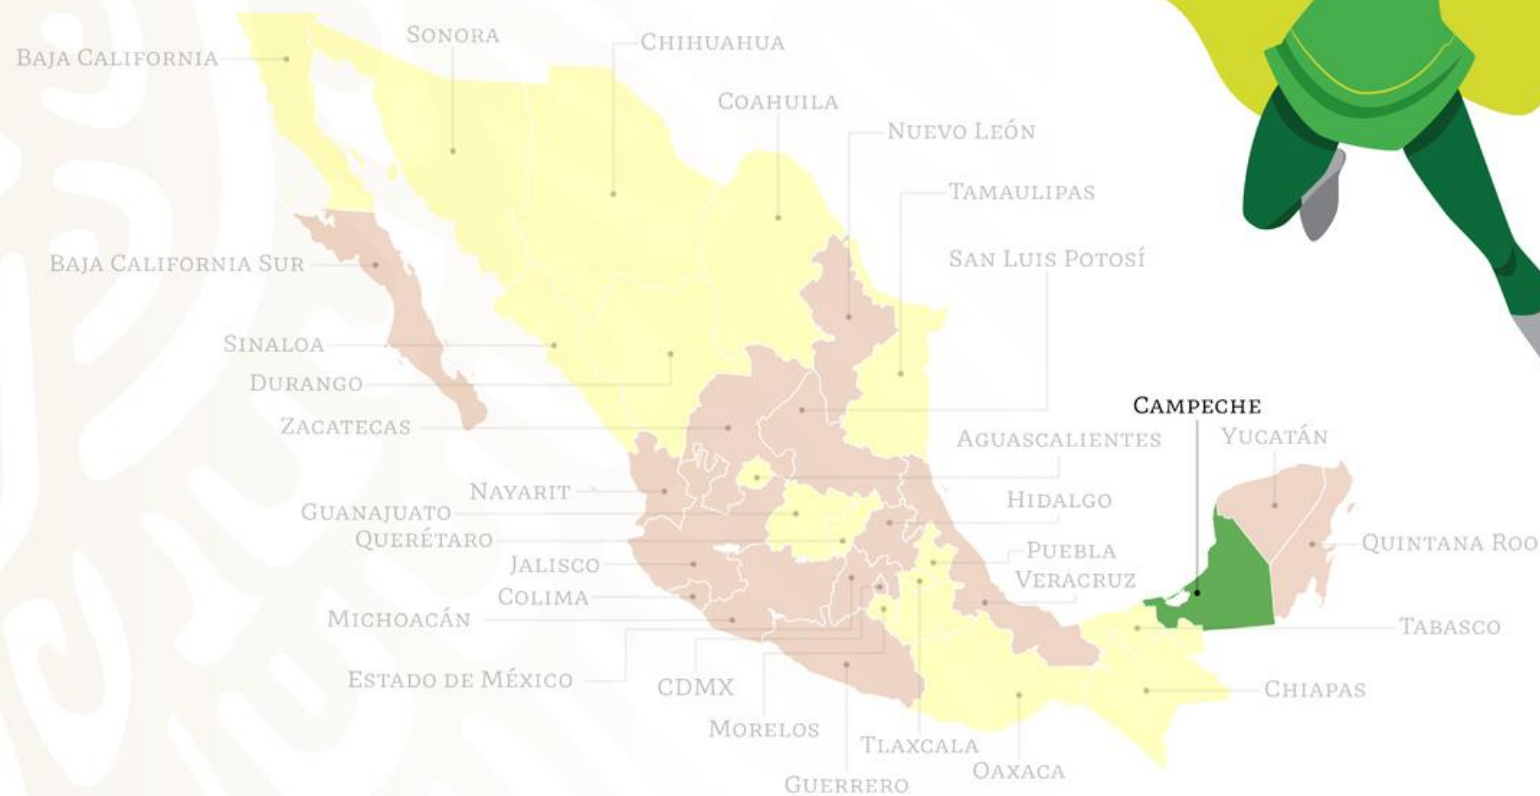 SONORA
CHIHUAHUA
BAJA CALIFORNIA
COAHUILA
NUEVO LEÓN
TAMAULIPAS
SAN LUIS POTOSÍ
BAJA CALIFORNIA SUR
SINALOA
DURANGO
CAMPECHE
ZACATECAS
AGUASCALIENTES
YUCATÁN
NAYARIT
HIDALGO
GUANAJUATO
QUERÉTARO
QUINTANA ROO
PUEBLA
JALISCO
VERACRUZ
COLIMA
MICHOACÁN
TABASCO
ESTADO DE MÉXICO
CDMX
CHIAPAS
MORELOS
TLAXCALA
OAXACA
GUERRERO